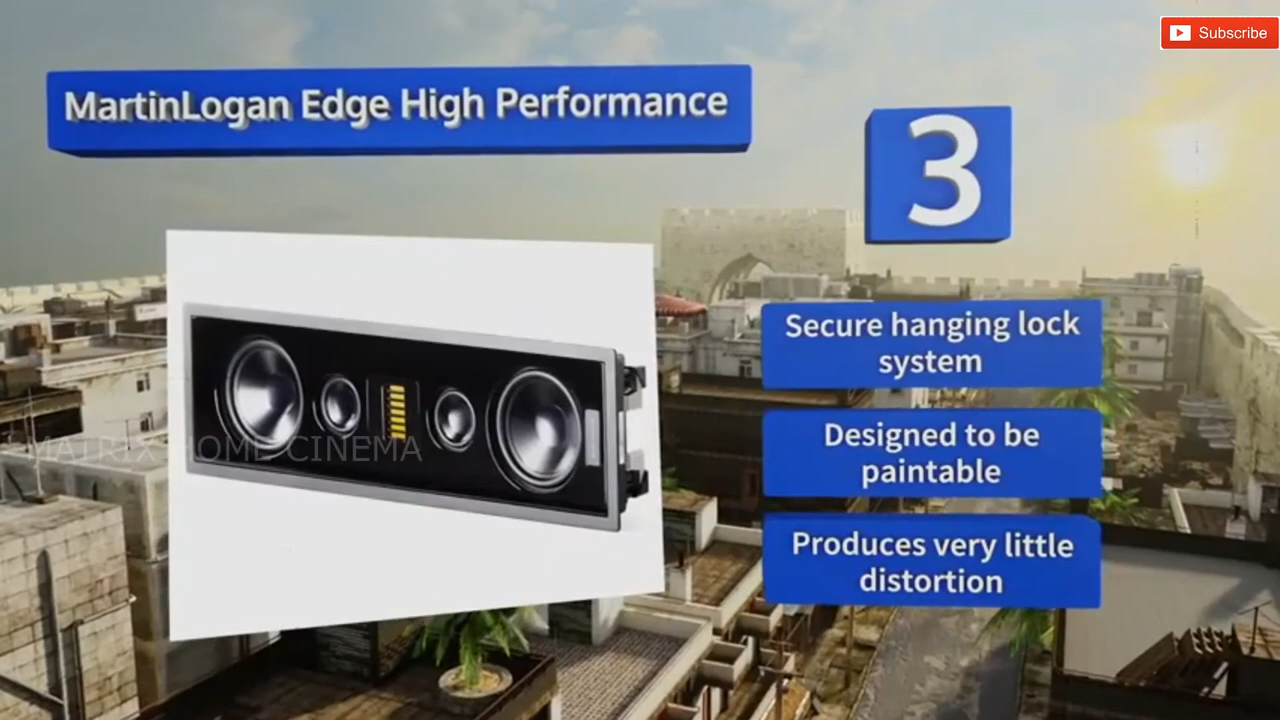 Subscribe
MartinLogan Edge High Performance
3
Secure hanging lock
system
Designed to be
paintable
MATRIX HOME CINEMA
Produces very little
distortion